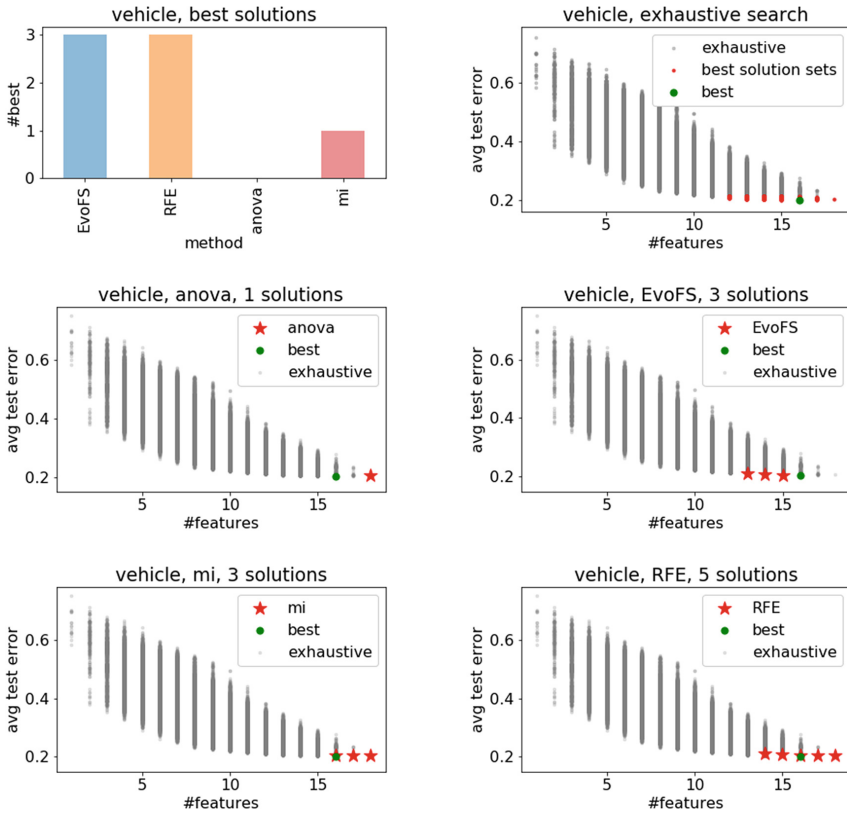 vehicle, best solutions
3
2
1
0
#best
EvoFS
RFE
anova
mi
method
vehicle, exhaustive search
exhaustive
best solution sets
best
0.6
0.4
0.2
avg test error
5
10
15
#features
vehicle, anova, 1 solutions
anova
best
exhaustive
0.6
0.4
0.2
avg test error
5
10
15
#features
vehicle, EvoFS, 3 solutions
EvoFS
best
exhaustive
0.6
0.4
0.2
avg test error
5
10
15
#features
vehicle, mi, 3 solutions
mi
best
exhaustive
0.6
0.4
0.2
avg test error
5
10
15
#features
vehicle, RFE, 5 solutions
RFE
best
exhaustive
0.6
0.4
0.2
avg test error
5
10
15
#features